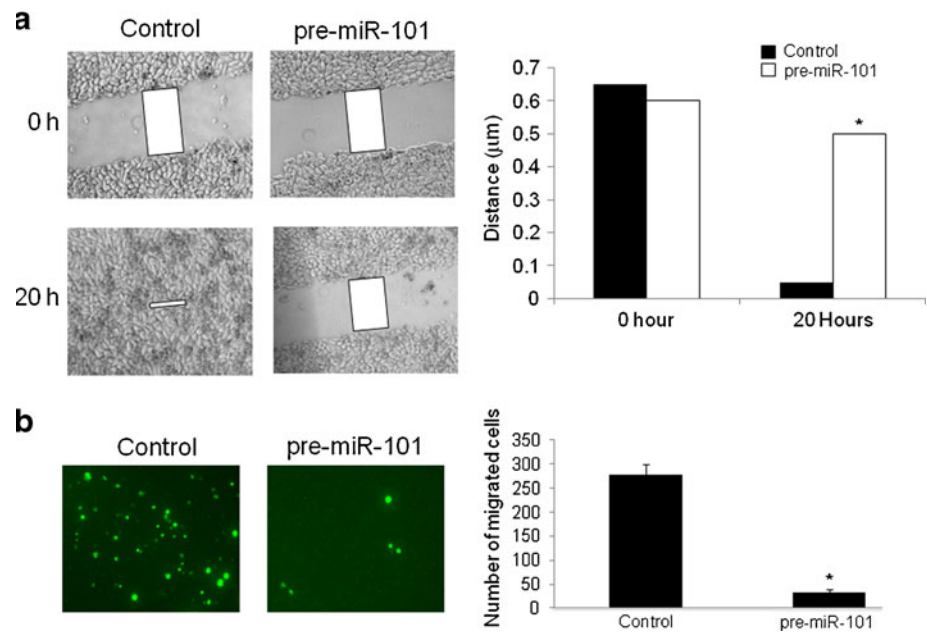 a
Control
pre-miR-101
0 h
20 h
Control
pre-miR-101
Distance (μm)
0.7
0.6
0.5
0.4
0.3
0.2
0.1
0
*
0 hour
20 Hours
b
Control
pre-miR-101
Number of migrated cells
350
300
250
200
150
100
50
0
*
Control
pre-miR-101